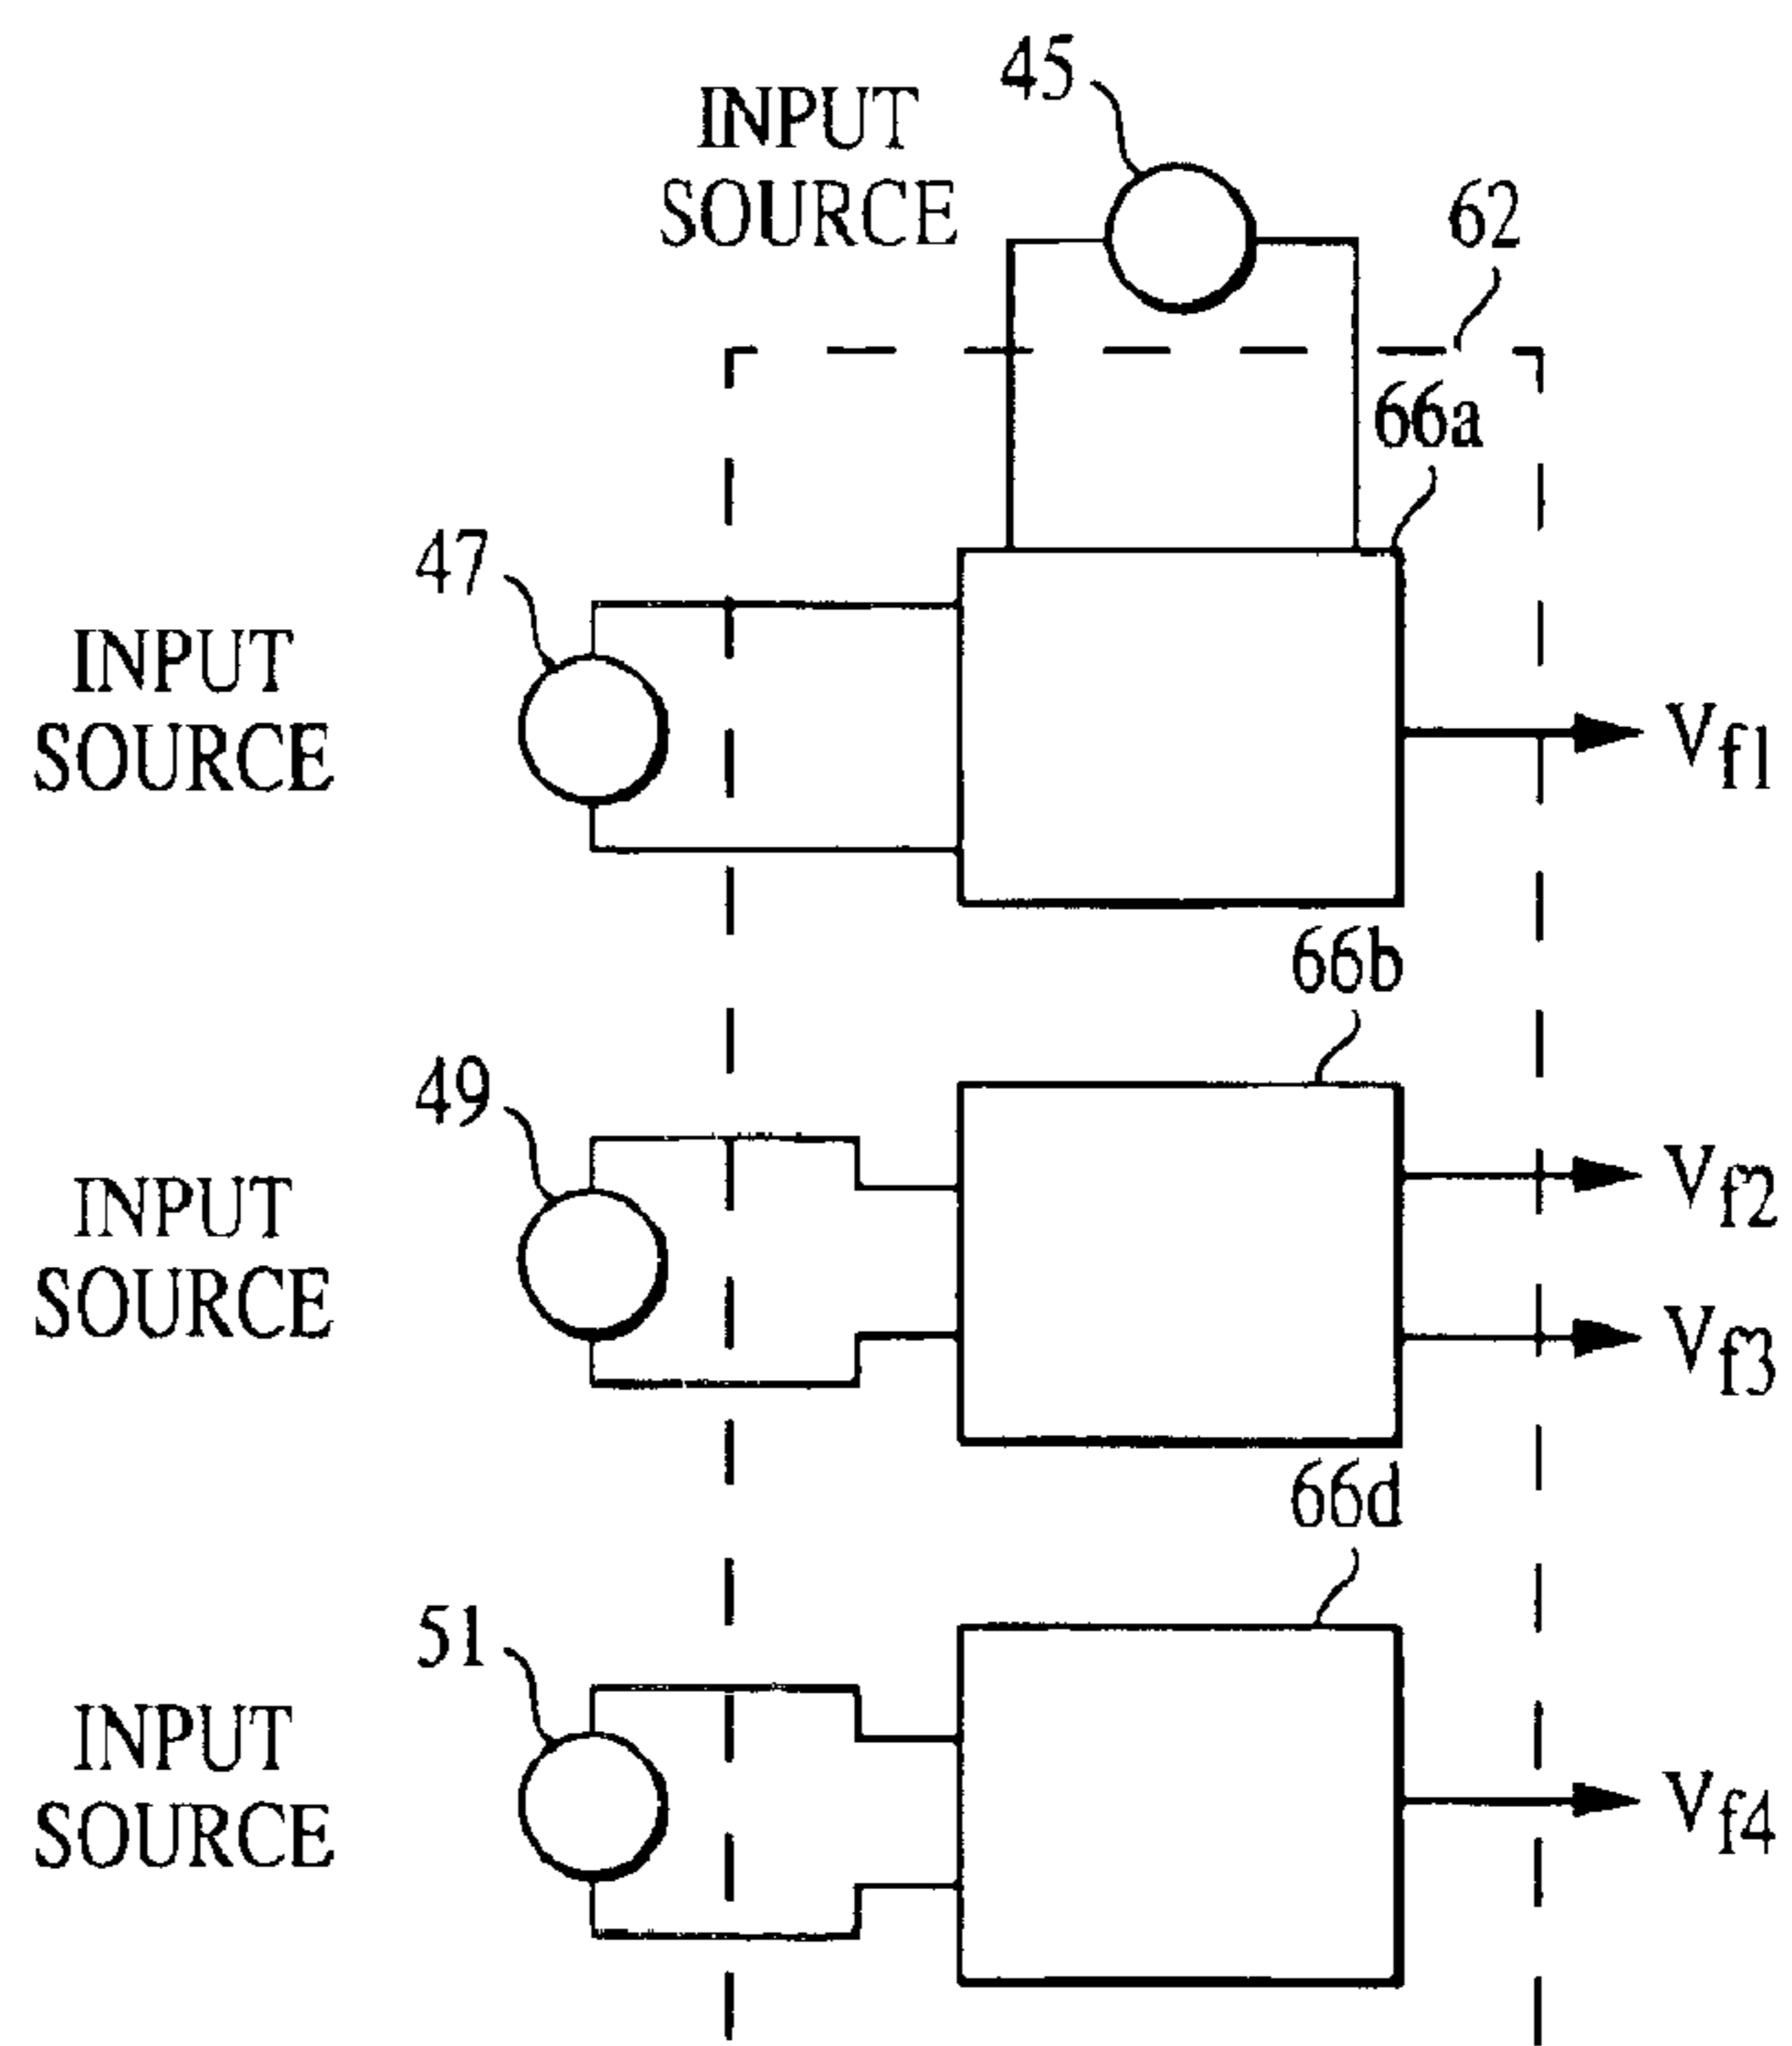 45
INPUT
SOURCE
62
66a
47
INPUT
SOURCE
Vf1
66b
49
INPUT
SOURCE
Vf2
Vf3
66d
51
INPUT
SOURCE
Vf4